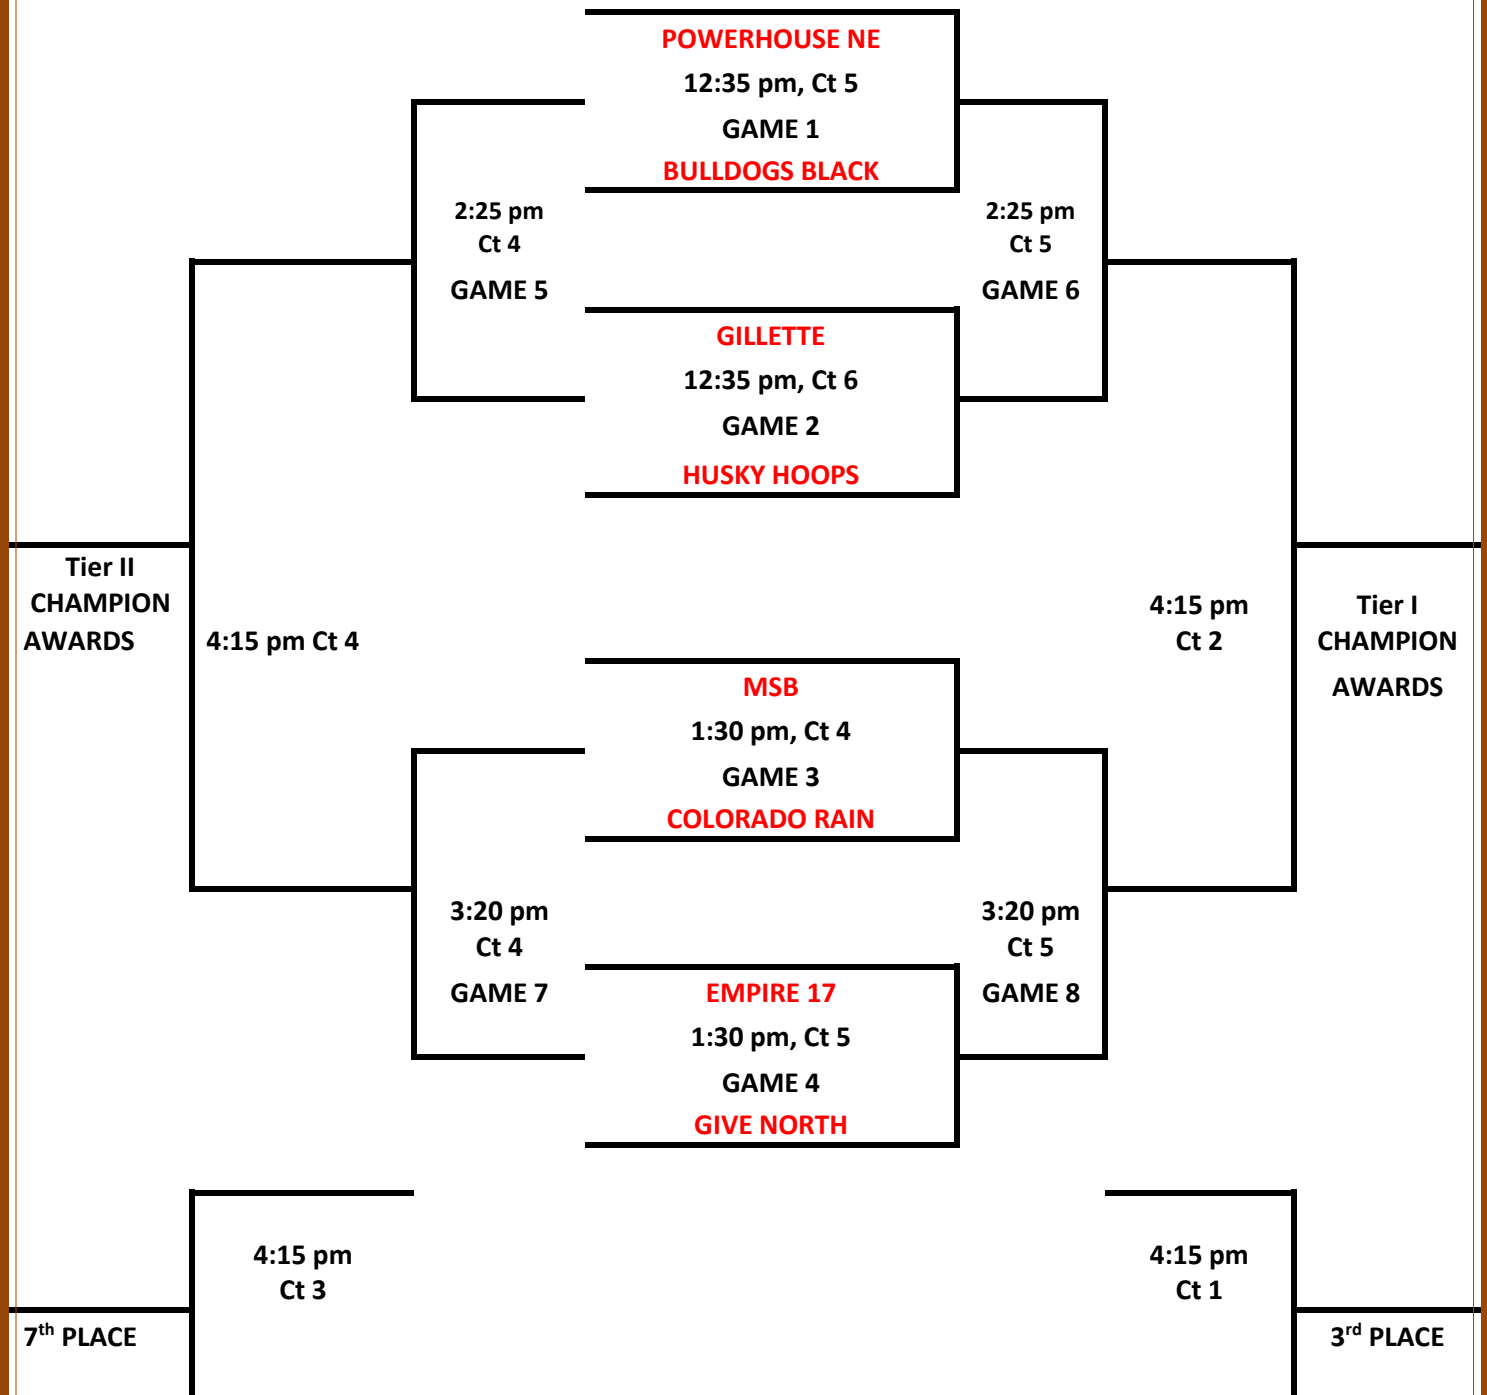 POWERHOUSE NE
12:35 pm, Ct 5
GAME 1
BULLDOGS BLACK
2:25 pm
Ct 4
GAME 5
2:25 pm
Ct 5
GAME 6
GILLETTE
12:35 pm, Ct 6
GAME 2
HUSKY HOOPS
Tier II
CHAMPION
AWARDS
4:15 pm Ct 4
4:15 pm
Ct 2
Tier I
CHAMPION
AWARDS
MSB
1:30 pm, Ct 4
GAME 3
COLORADO RAIN
3:20 pm
Ct 4
GAME 7
3:20 pm
Ct 5
GAME 8
EMPIRE 17
1:30 pm, Ct 5
GAME 4
GIVE NORTH
4:15 pm
Ct 3
4:15 pm
Ct 1
7th PLACE
3rd PLACE